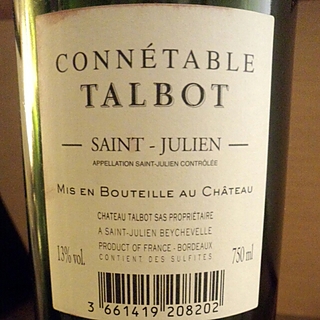 CONNÉTABLE
TALBOT
SAINT - JULIEN
APPELLATION SAINT-JULIEN CONTRÔLÉE
MIS EN BOUTEILLE AU CHÂTEAU
CHATEAU TALBOT SAS PROPRIÉTAIRE
A SAINT-JULIEN BEYCHEVELLE
PRODUCT OF FRANCE - BORDEAUX
13% vol. CONTIENT DES SULFITES 750 ml
3 661419 208202